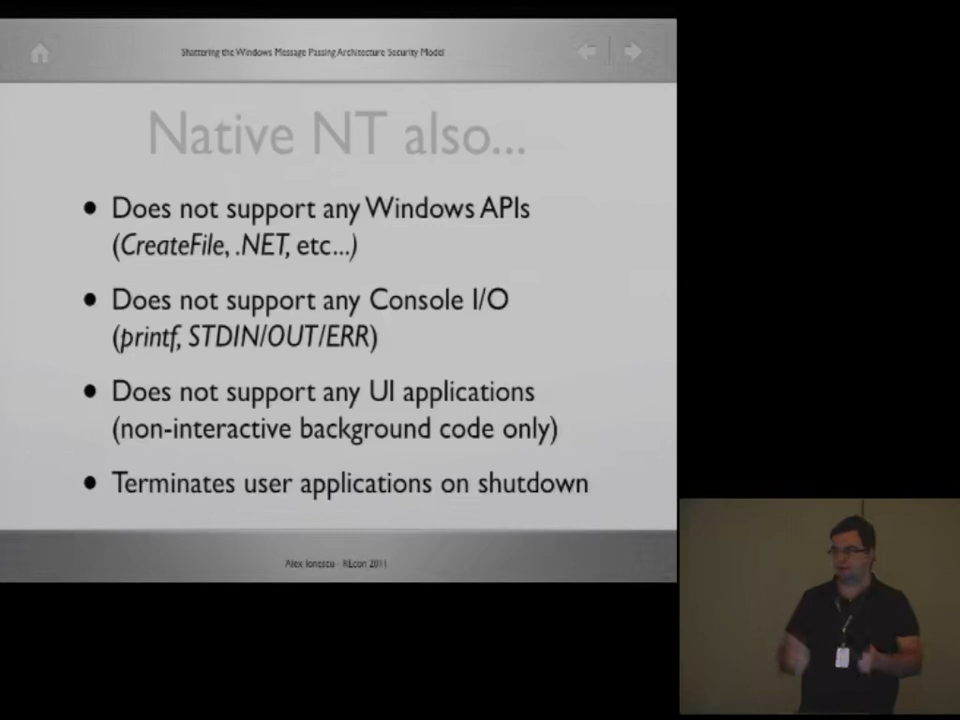 Shattering the Windows Message Passing Architecture Security Model
Native NT also...
• Does not support any Windows APIs
(CreateFile, .NET, etc...)
• Does not support any Console I/O
(printf, STDIN/OUT/ERR)
• Does not support any UI applications
(non-interactive background code only)
• Terminates user applications on shutdown
Alex Ionescu - REcon 2011